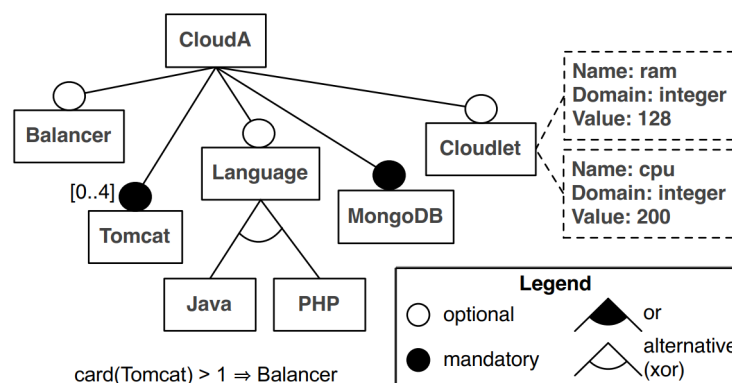 CloudA
Name: ram
Domain: integer
Value: 128
Balancer
Cloudlet
Language
Name: cpu
Domain: integer
Value: 200
[0..4]
Tomcat
MongoDB
Java
PHP
Legend
optional
or
mandatory
alternative
(xor)
card(Tomcat) > 1 ⇒ Balancer